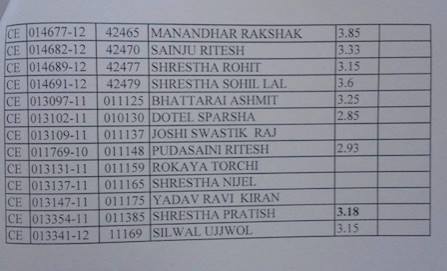 CE 014677-12 42465 MANANDHAR RAKSHAK 3.85
CE 014682-12 42470 SAINJU RITESH 3.33
CE 014689-12 42477 SHRESTHA ROHIT 3.15
CE 014691-12 42479 SHRESTHA SOHIL LAL 3.6
CE 013097-11 011125 BHATTARAI ASHMIT 3.25
CE 013102-11 010130 DOTEL SPARSHA 2.85
CE 013109-11 011137 JOSHI SWASTIK RAJ
CE 011769-10 011148 PUDASAINI RITESH 2.93
CE 013131-11 011159 ROKAYA TORCHI
CE 013137-11 011165 SHRESTHA NIJEL
CE 013147-11 011175 YADAV RAVI KIRAN
CE 013354-11 011385 SHRESTHA PRATISH 3.18
CE 013341-12 11169 SILWAL UJJWOL 3.15